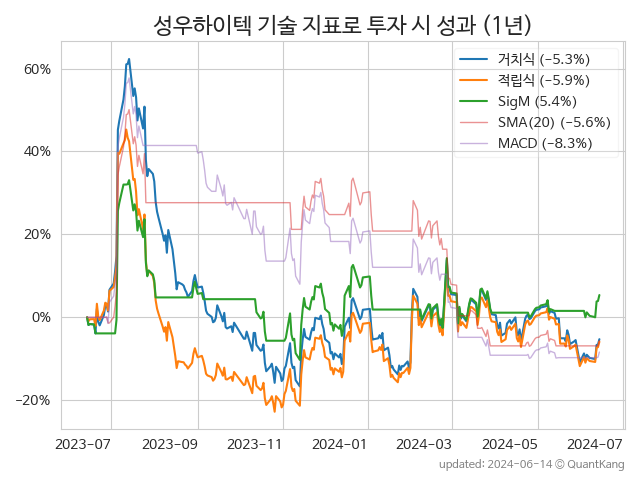 성우하이텍 기술 지표로 투자 시 성과 (1년)
거치식 (−5.3%)
적립식 (−5.9%)
SigM (5.4%)
SMA(20) (−5.6%)
MACD (−8.3%)
60%
40%
20%
0%
−20%
2023-07 2023-09 2023-11 2024-01 2024-03 2024-05 2024-07
updated: 2024-06-14 © QuantKang